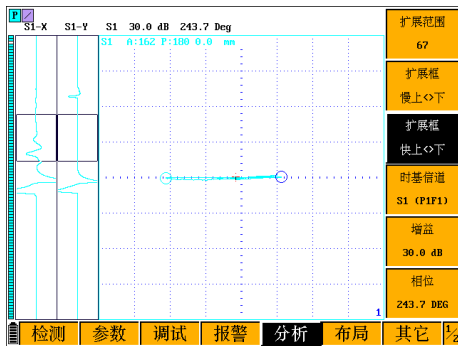 P
S1-X S1-Y S1 30.0 dB 243.7 Deg
S1 A:162 P:180 0.0 mm
1
扩展范围
67
扩展框
慢上<>下
扩展框
快上<>下
时基信道
S1 (P1F1)
增益
30.0 dB
相位
243.7 DEG
检测 参数 调试 报警 分析 布局 其它 1/2